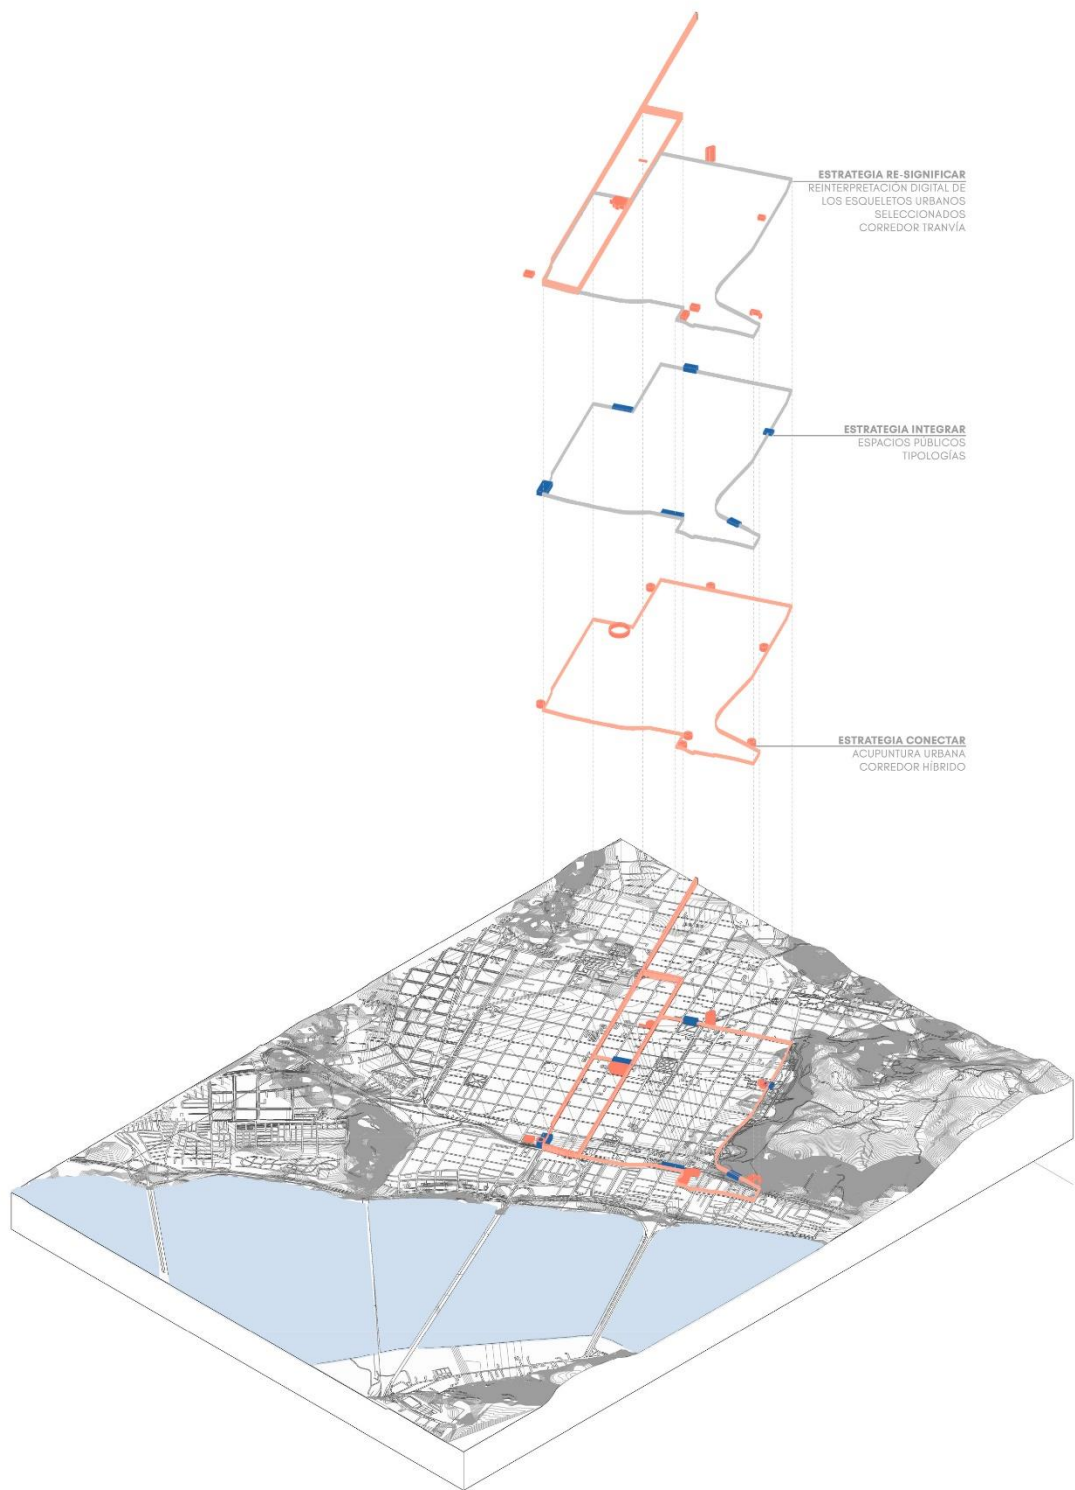 ESTRATEGIA RE-SIGNIFICAR
REINTERPRETACIÓN DIGITAL DE
LOS ESQUELETOS URBANOS
SELECCIONADOS
CORREDOR TRANVÍA
ESTRATEGIA INTEGRAR
ESPACIOS PÚBLICOS
TIPOLOGÍAS
ESTRATEGIA CONECTAR
ACUPUNTURA URBANA
CORREDOR HÍBRIDO